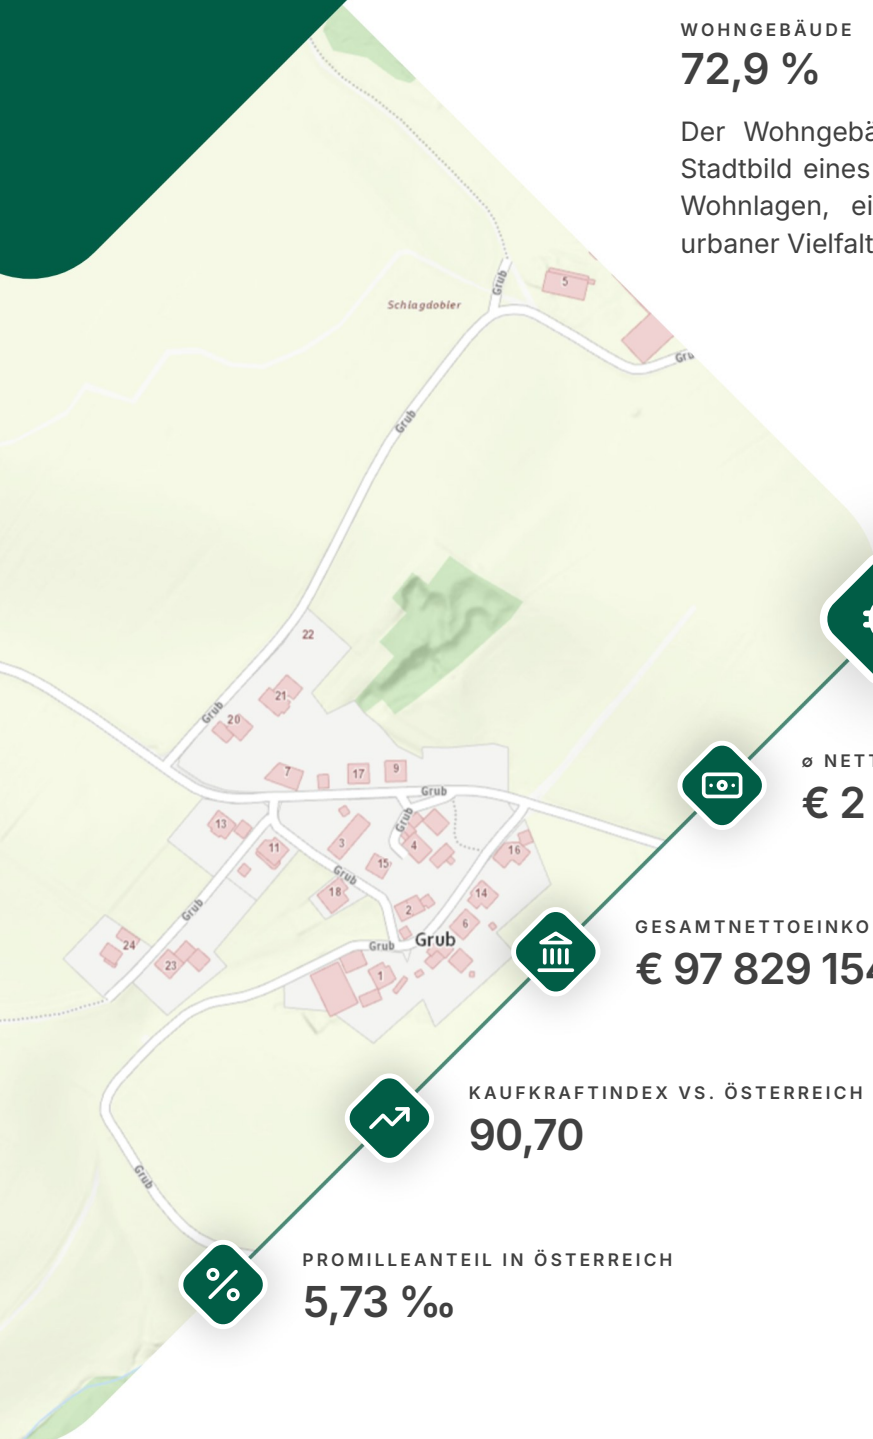 WOHNGEBÄUDE
72,9 %
Der Wohngebä
Stadtbild eines
Wohnlagen, ei
urbaner Vielfalt
Grub
5
Schlagdobler
Gru
Grub
22
21
Grub
20
7
17
9
Grub
13
Grub
3
4
11
15
16
Grub
18
14
2
Grub
6
24
Grub
Grub
23
1
ø NETT
€ 2
GESAMTNETTOEINKO
€ 97 829 154
KAUFKRAFTINDEX VS. ÖSTERREICH
90,70
Grub
PROMILLEANTEIL IN ÖSTERREICH
5,73 ‰